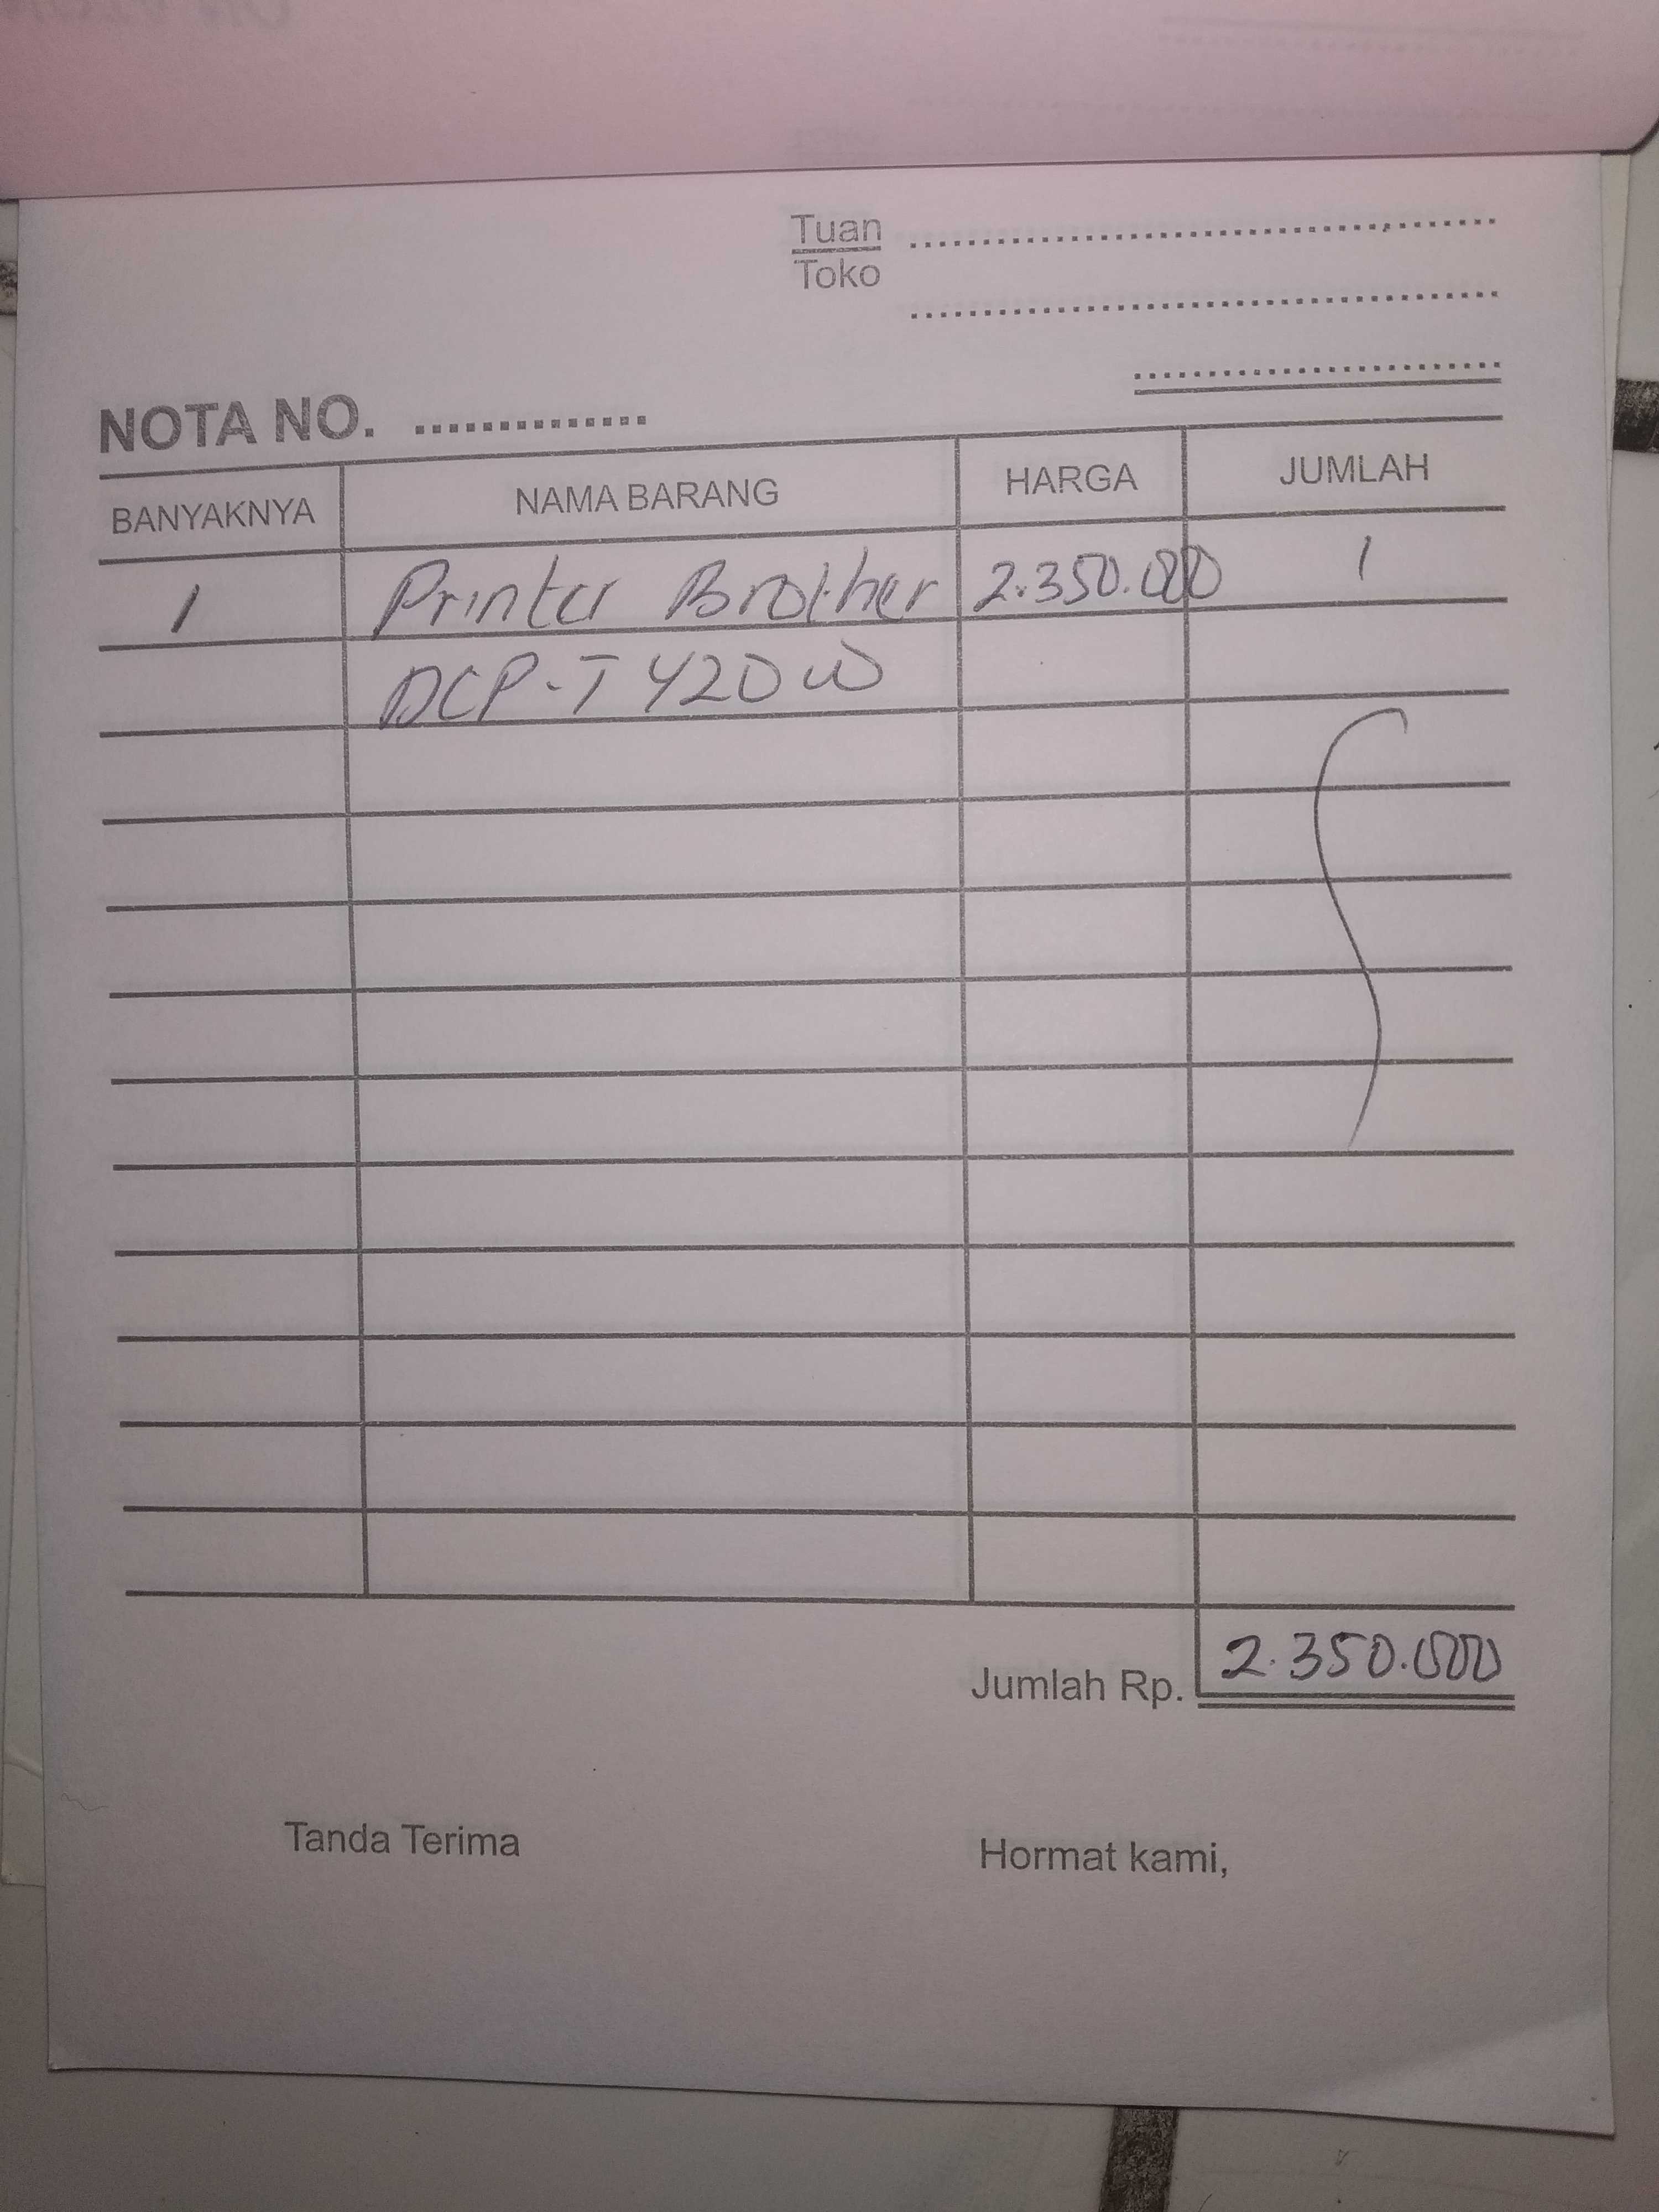 Tuan
Toko
NOTA NO. ..............
BANYAKNYA NAMA BARANG HARGA JUMLAH
1 Printer Brother 2.350.000 1
DCP-T420W
Jumlah Rp. 2.350.000
Tanda Terima Hormat kami,